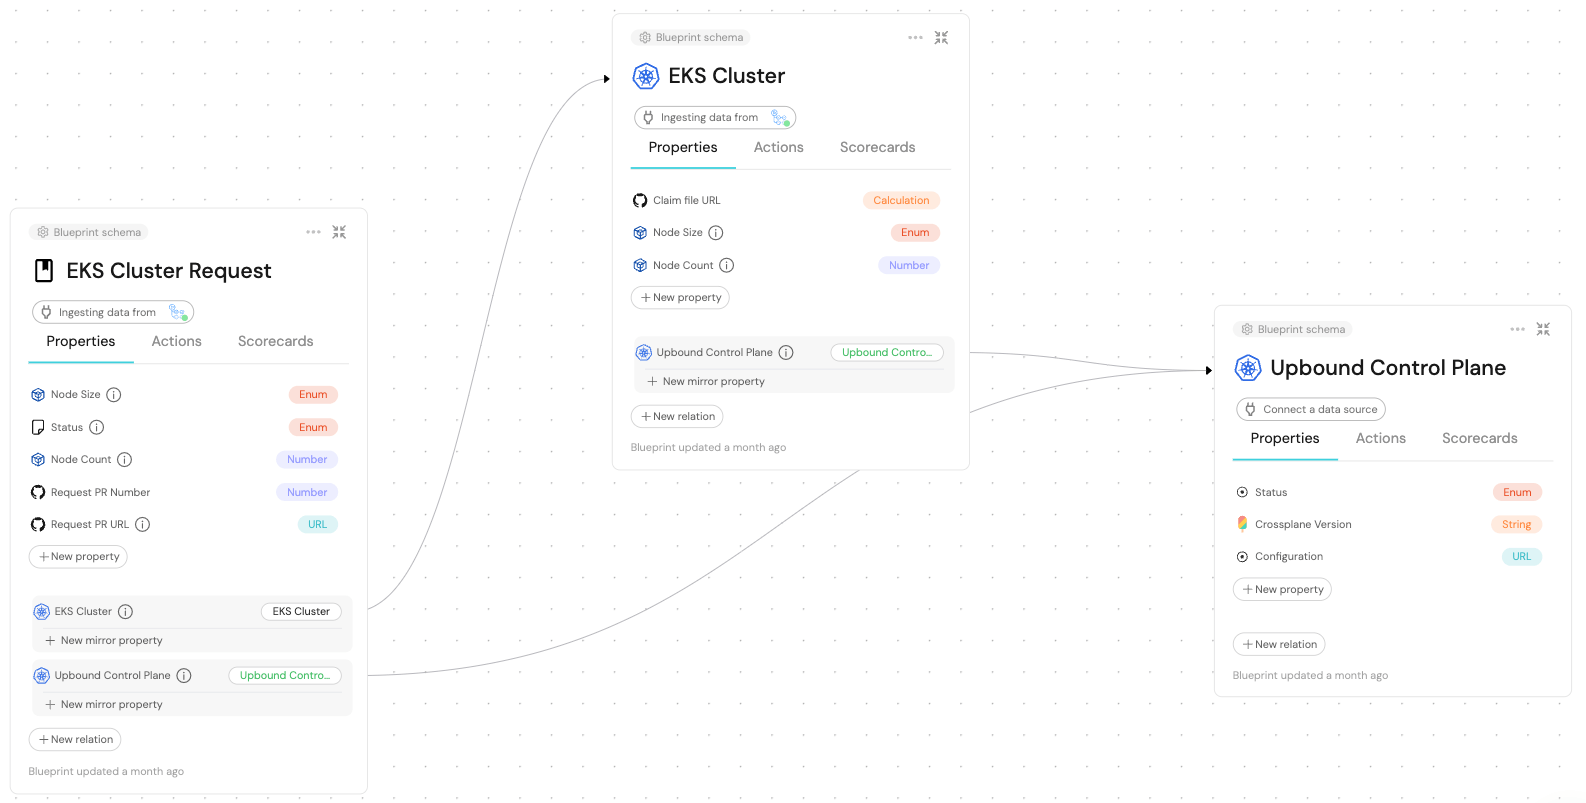 Blueprint schema
EKS Cluster Request
Ingesting data from
Properties Actions Scorecards
Node Size Enum
Status Enum
Node Count Number
Request PR Number Number
Request PR URL URL
New property
EKS Cluster EKS Cluster
New mirror property
Upbound Control Plane Upbound Contro...
New mirror property
New relation
Blueprint updated a month ago
Blueprint schema
EKS Cluster
Ingesting data from
Properties Actions Scorecards
Claim file URL Calculation
Node Size Enum
Node Count Number
New property
Upbound Control Plane Upbound Contro...
New mirror property
New relation
Blueprint updated a month ago
Blueprint schema
Upbound Control Plane
Connect a data source
Properties Actions Scorecards
Status Enum
Crossplane Version String
Configuration URL
New property
New relation
Blueprint updated a month ago